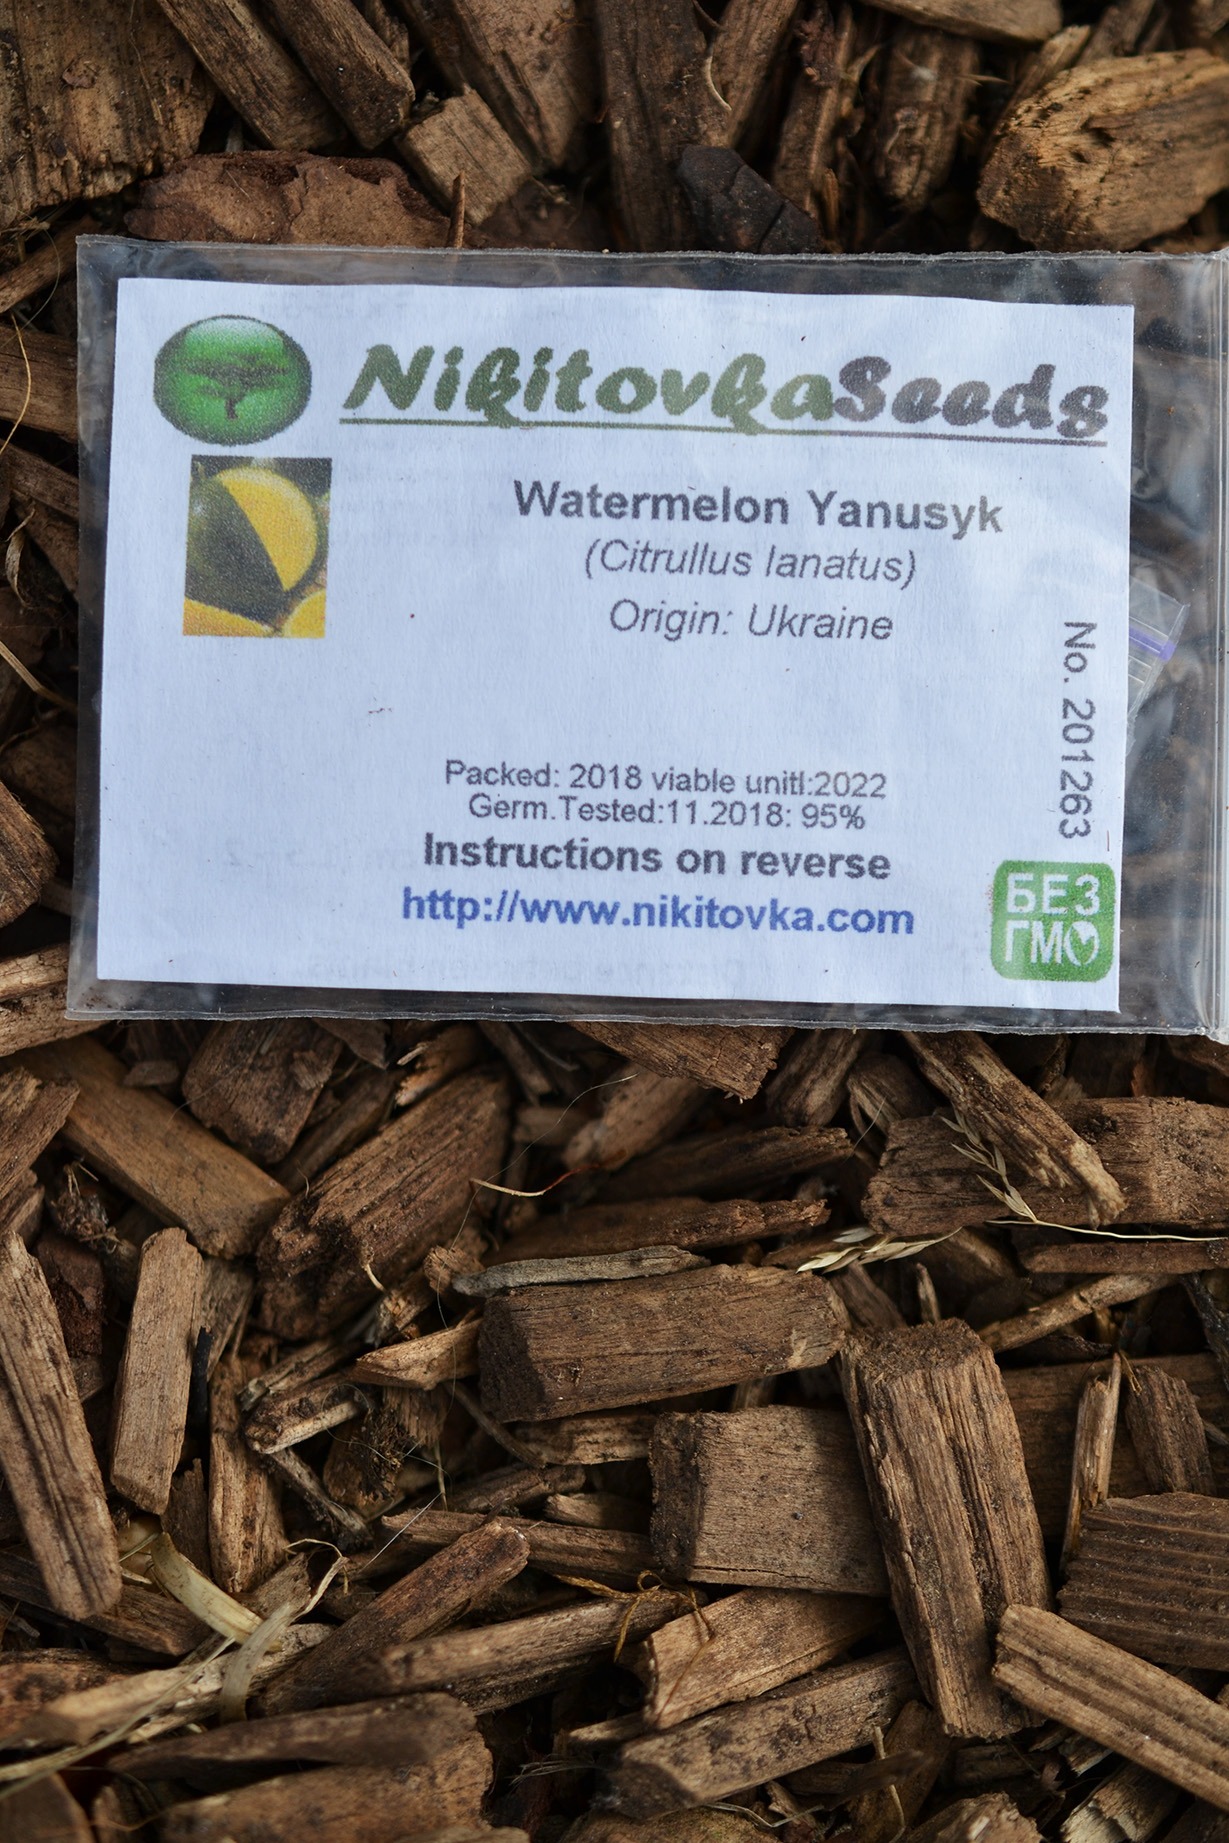 NikitovkaSeeds
Watermelon Yanusyk
(Citrullus lanatus)
Origin: Ukraine
No. 201263
Packed: 2018 viable unitl:2022
Germ.Tested:11.2018: 95%
Instructions on reverse
http://www.nikitovka.com
БЕЗ
ГМО